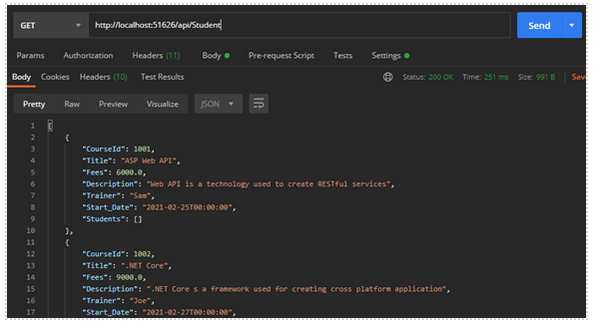 GET http://localhost:51626/api/Student Send
Params Authorization Headers (11) Body Pre-request Script Tests Settings
Body Cookies Headers (10) Test Results Status: 200 OK Time: 251 ms Size: 991 B Sav
Pretty Raw Preview Visualize JSON
1 [
2 {
3 "CourseId": 1001,
4 "Title": "ASP Web API",
5 "Fees": 6000.0,
6 "Description": "Web API is a technology used to create RESTful services",
7 "Trainer": "Sam",
8 "Start_Date": "2021-02-25T00:00:00",
9 "Students": []
10 },
11 {
12 "CourseId": 1002,
13 "Title": ".NET Core",
14 "Fees": 9000.0,
15 "Description": ".NET Core s a framework used for creating cross platform application",
16 "Trainer": "Joe",
17 "Start_Date": "2021-02-27T00:00:00",